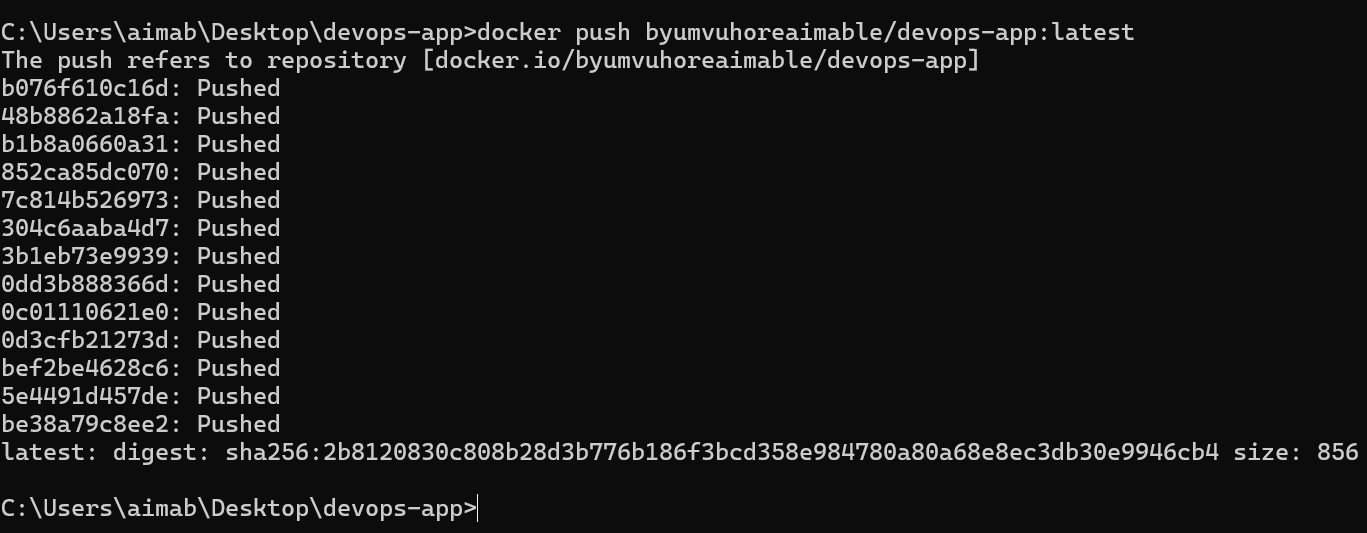 C:\Users\aimab\Desktop\devops-app>docker push byumvuhoreaimable/devops-app:latest
The push refers to repository [docker.io/byumvuhoreaimable/devops-app]
b076f610c16d: Pushed
48b8862a18fa: Pushed
b1b8a0660a31: Pushed
852ca85dc070: Pushed
7c814b526973: Pushed
304c6aaba4d7: Pushed
3b1eb73e9939: Pushed
0dd3b888366d: Pushed
0c01110621e0: Pushed
0d3cfb21273d: Pushed
bef2be4628c6: Pushed
5e4491d457de: Pushed
be38a79c8ee2: Pushed
latest: digest: sha256:2b8120830c808b28d3b776b186f3bcd358e984780a80a68e8ec3db30e9946cb4 size: 856
C:\Users\aimab\Desktop\devops-app>